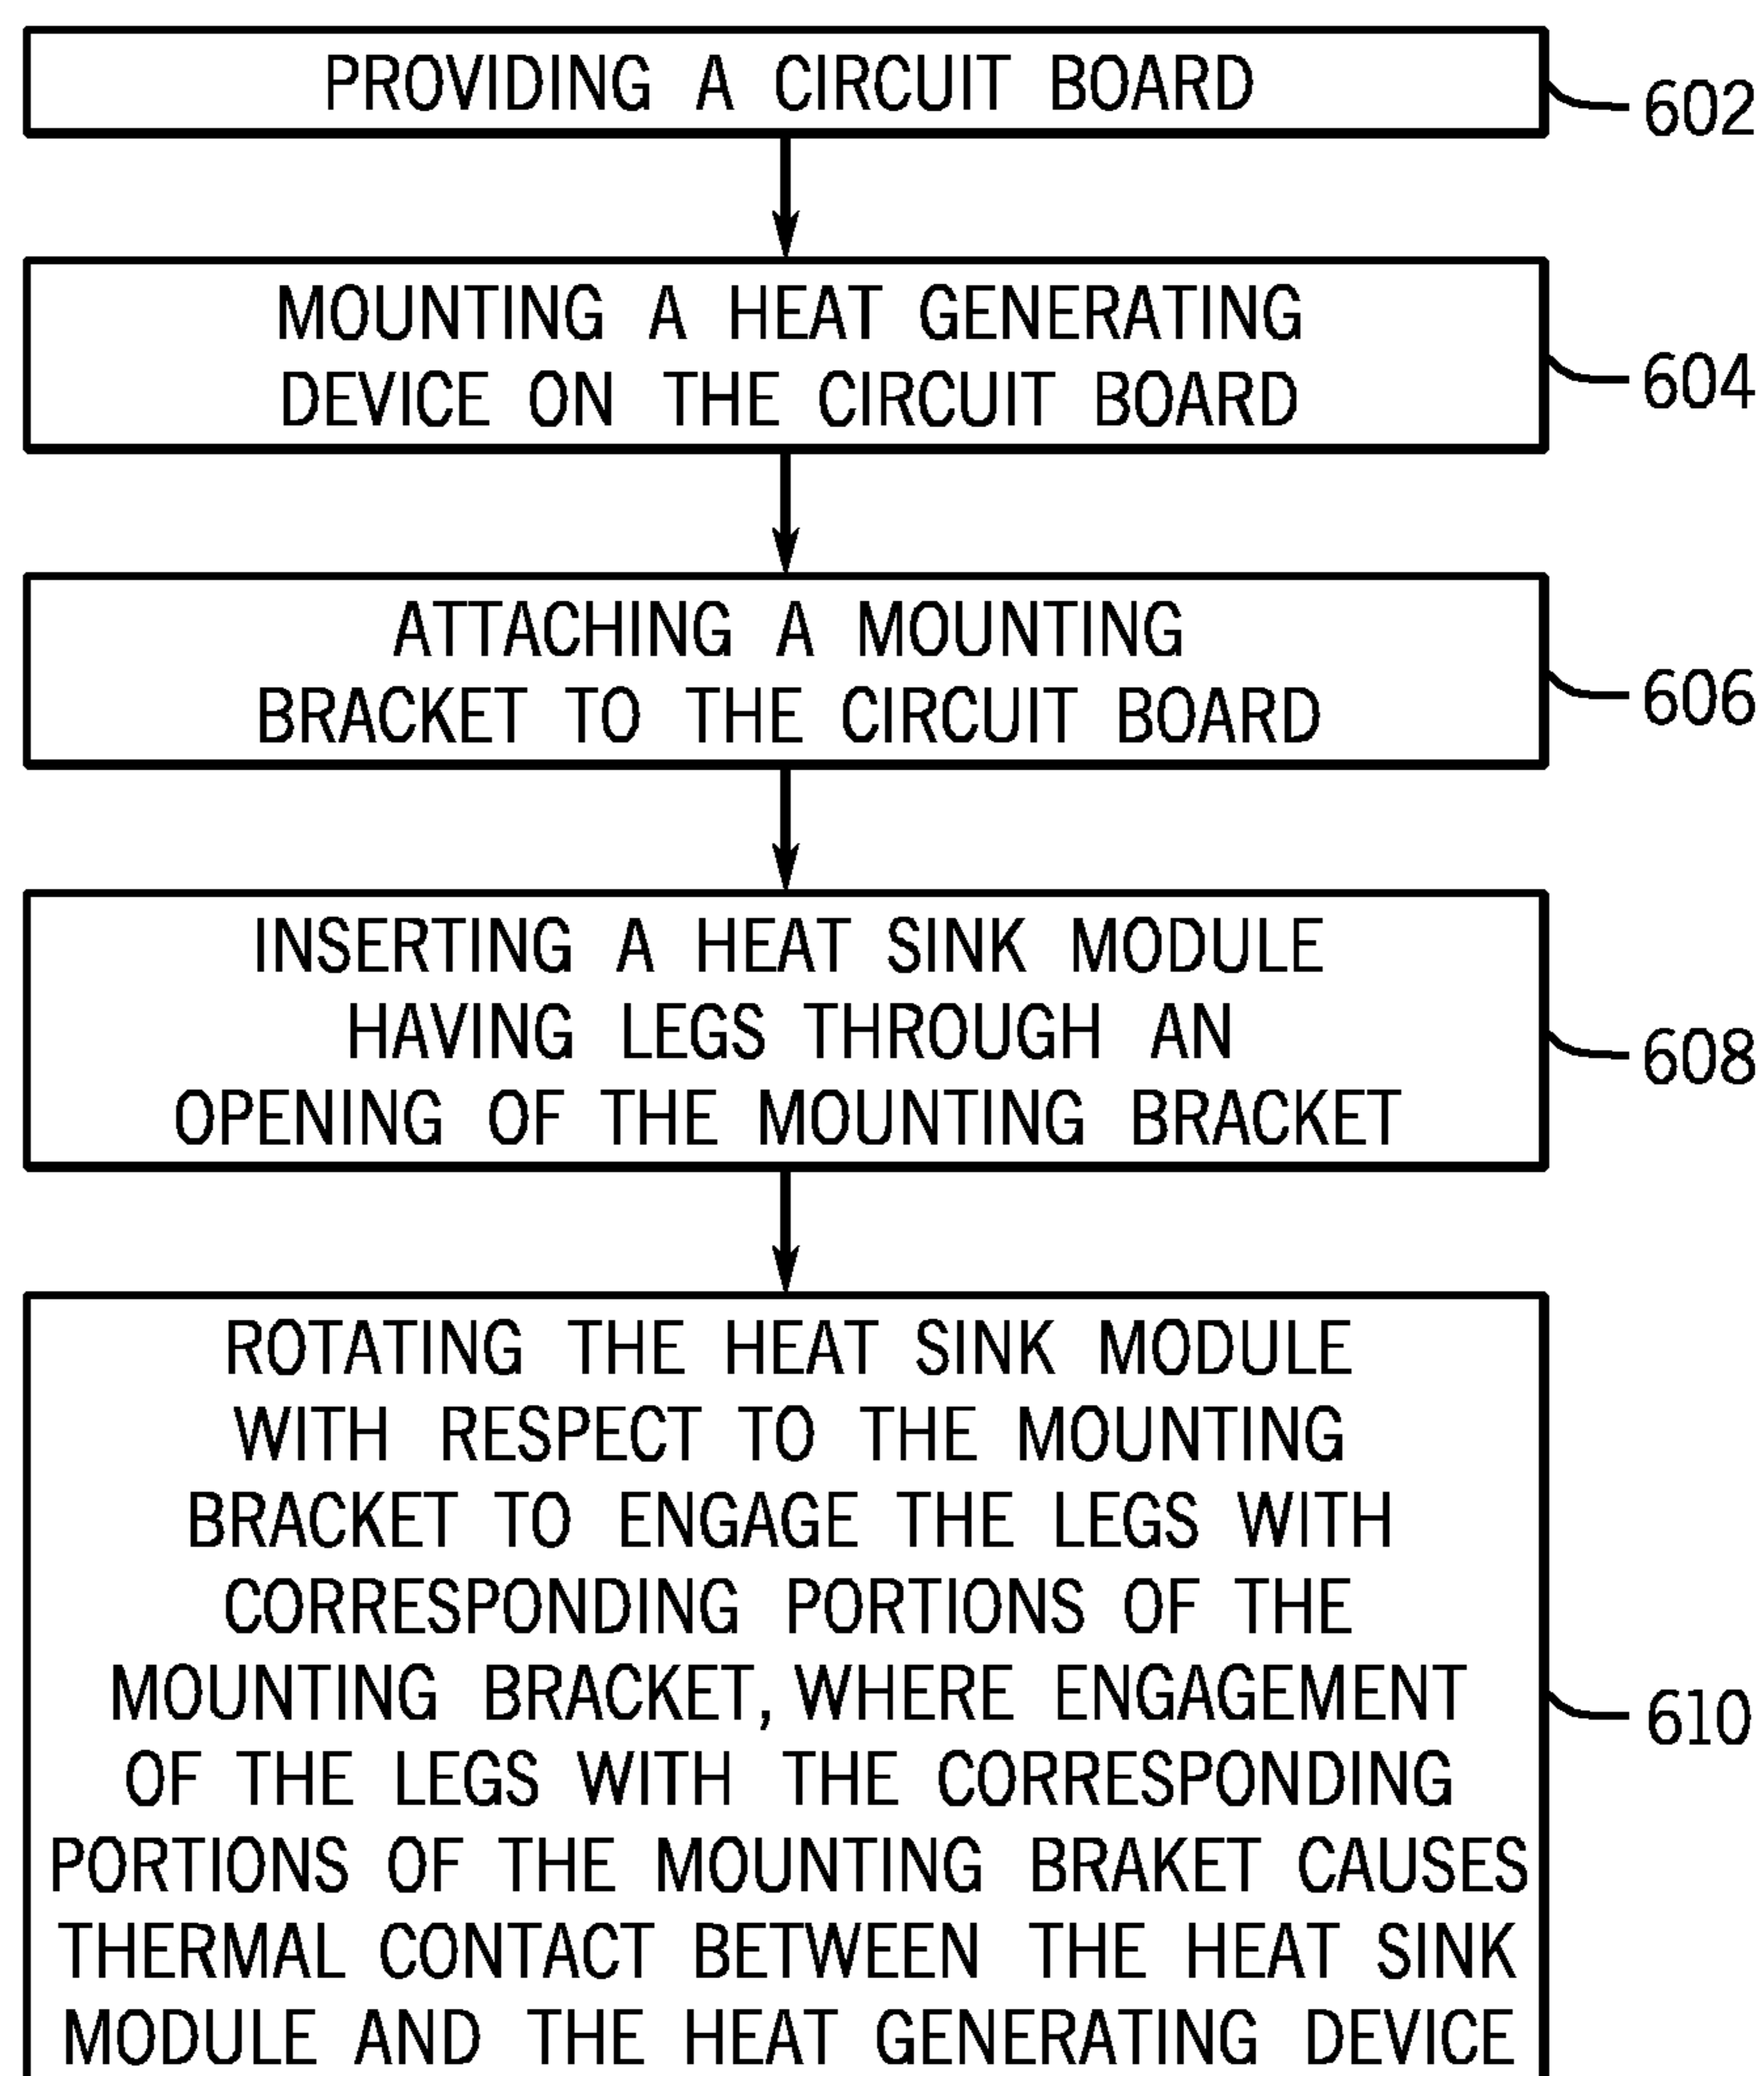 PROVIDING A CIRCUIT BOARD
602
MOUNTING A HEAT GENERATING
DEVICE ON THE CIRCUIT BOARD
604
ATTACHING A MOUNTING
BRACKET TO THE CIRCUIT BOARD
606
INSERTING A HEAT SINK MODULE
HAVING LEGS THROUGH AN
OPENING OF THE MOUNTING BRACKET
608
ROTATING THE HEAT SINK MODULE
WITH RESPECT TO THE MOUNTING
BRACKET TO ENGAGE THE LEGS WITH
CORRESPONDING PORTIONS OF THE
MOUNTING BRACKET, WHERE ENGAGEMENT
OF THE LEGS WITH THE CORRESPONDING
PORTIONS OF THE MOUNTING BRAKET CAUSES
THERMAL CONTACT BETWEEN THE HEAT SINK
MODULE AND THE HEAT GENERATING DEVICE
610